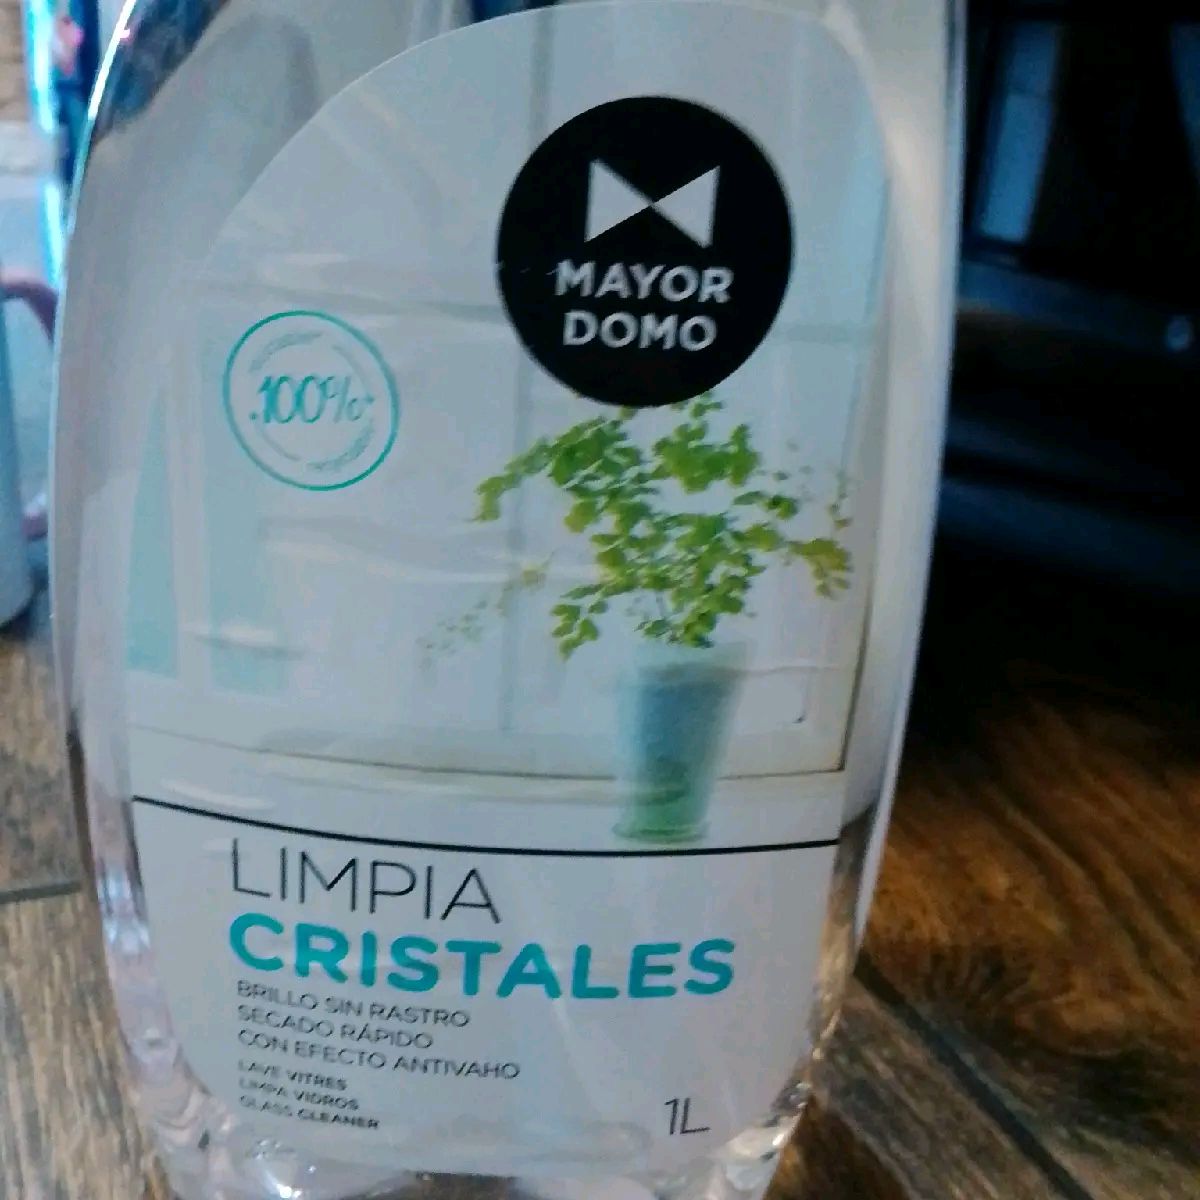 MAYOR
DOMO
100%
LIMPIA
CRISTALES
BRILLO SIN RASTRO
SECADO RÁPIDO
CON EFECTO ANTIVAHO
LAVE VITRES
LIMPA VIDROS
GLASS CLEANER
1L